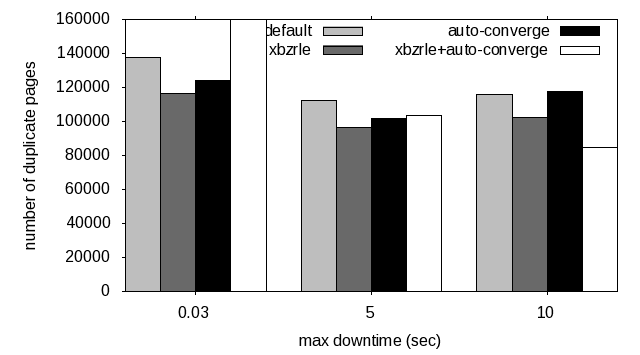 160000
140000
120000
100000
80000
60000
40000
20000
0
number of duplicate pages
default
xbzrle
auto-converge
xbzrle+auto-converge
0.03
5
10
max downtime (sec)